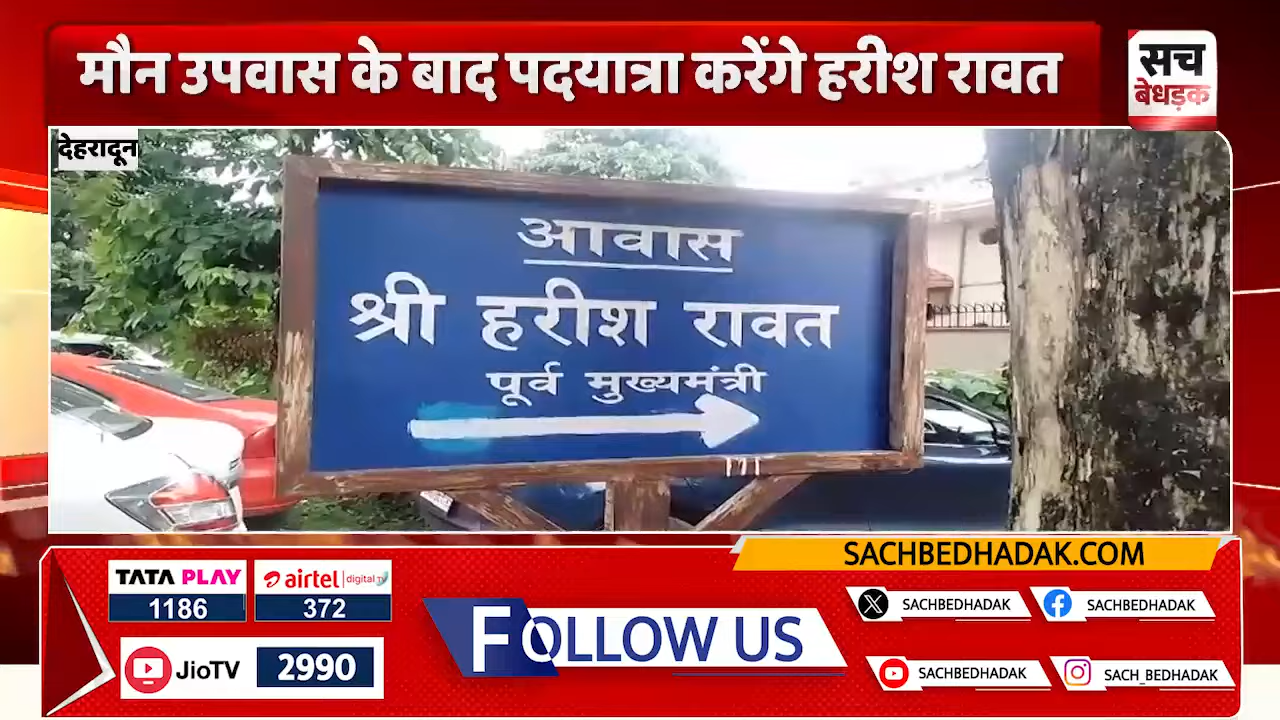 मौन उपवास के बाद पदयात्रा करेंगे हरीश रावत
सच
बेधड़क
देहरादून
आवास
श्री हरीश रावत
पूर्व मुख्यमंत्री
SACHBEDHADAK.COM
TATA PLAY
1186
airtel digital TV
372
JioTV
2990
FOLLOW US
SACHBEDHADAK
SACHBEDHADAK
SACHBEDHADAK
SACH_BEDHADAK